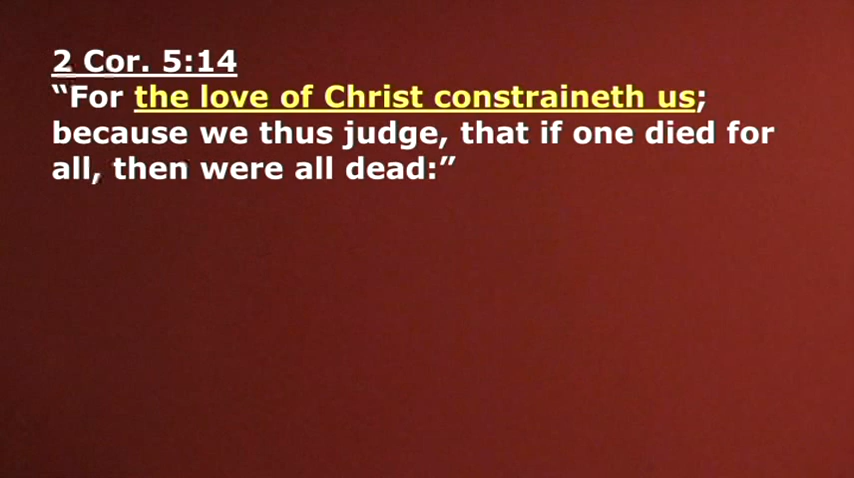 2 Cor. 5:14
“For the love of Christ constraineth us;
because we thus judge, that if one died for
all, then were all dead:”